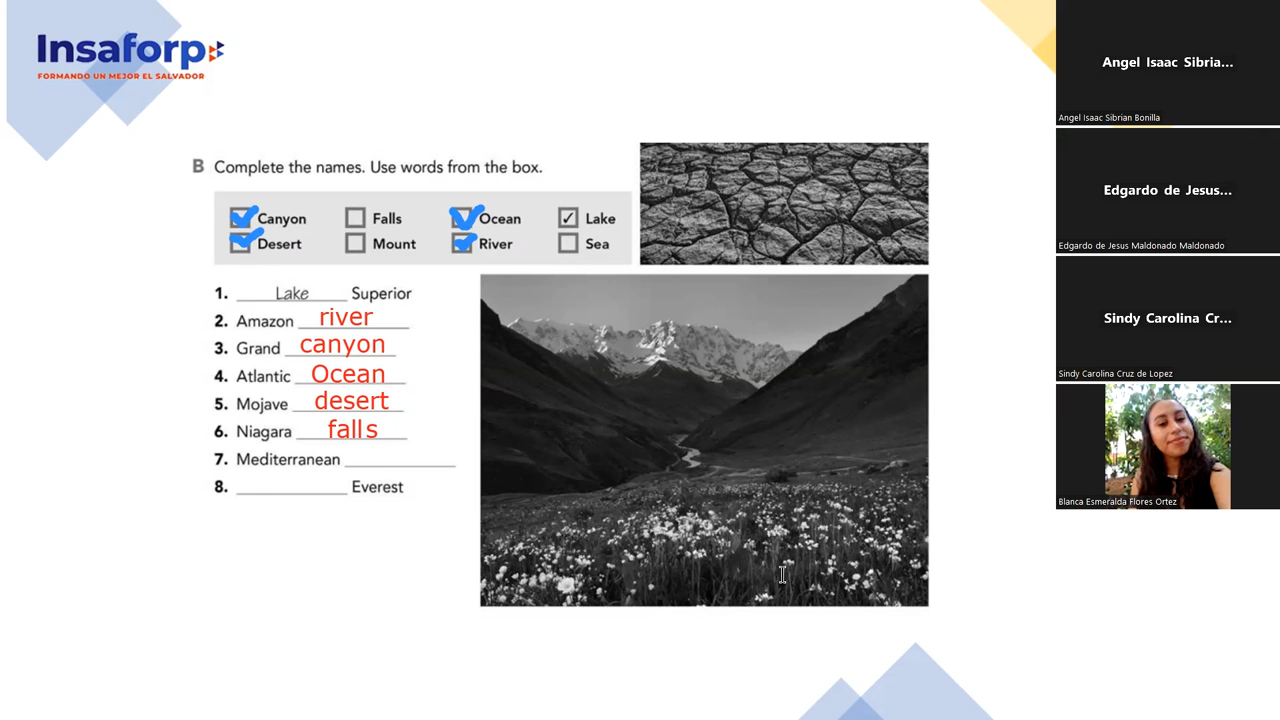 Insaforp
FORMANDO UN MEJOR EL SALVADOR
B Complete the names. Use words from the box.
Canyon Falls Ocean Lake
Desert Mount River Sea
1. Lake Superior
2. Amazon river
3. Grand canyon
4. Atlantic Ocean
5. Mojave desert
6. Niagara falls
7. Mediterranean
8. Everest
Angel Isaac Sibria...
Angel Isaac Sibrian Bonilla
Edgardo de Jesus...
Edgardo de Jesus Maldonado Maldonado
Sindy Carolina Cr...
Sindy Carolina Cruz de Lopez
Blanca Esmeralda Flores Ortez